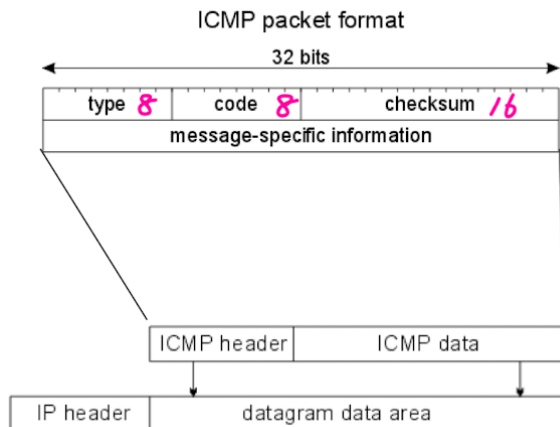 ICMP packet format
32 bits
type 8 code 8 checksum 16
message-specific information
ICMP header ICMP data
IP header datagram data area